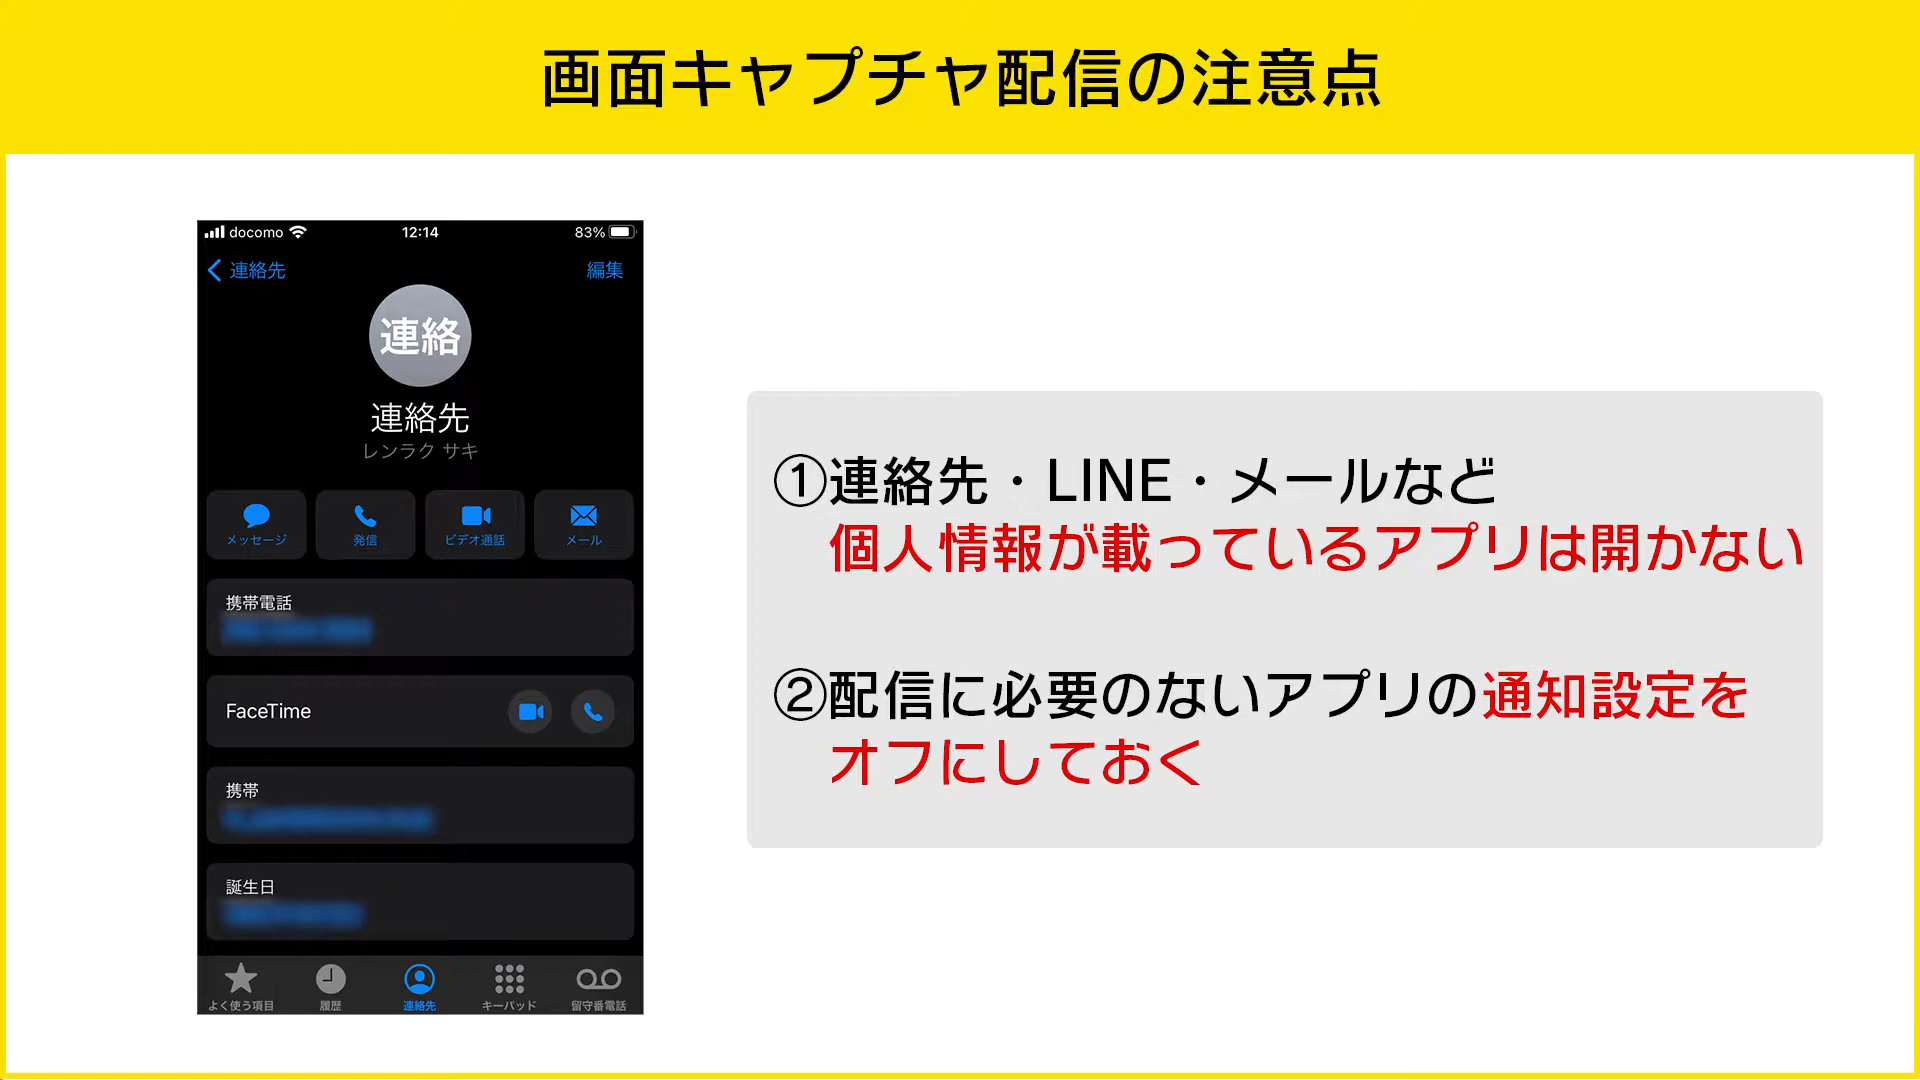 画面キャプチャ配信の注意点
docomo 12:14 83%
連絡先 編集
連絡
連絡先
レンラク サキ
メッセージ 発信 ビデオ通話 メール
携帯電話
FaceTime
携帯
誕生日
よく使う項目 履歴 連絡先 キーパッド 留守番電話
①連絡先・LINE・メールなど
個人情報が載っているアプリは開かない
②配信に必要のないアプリの通知設定を
オフにしておく